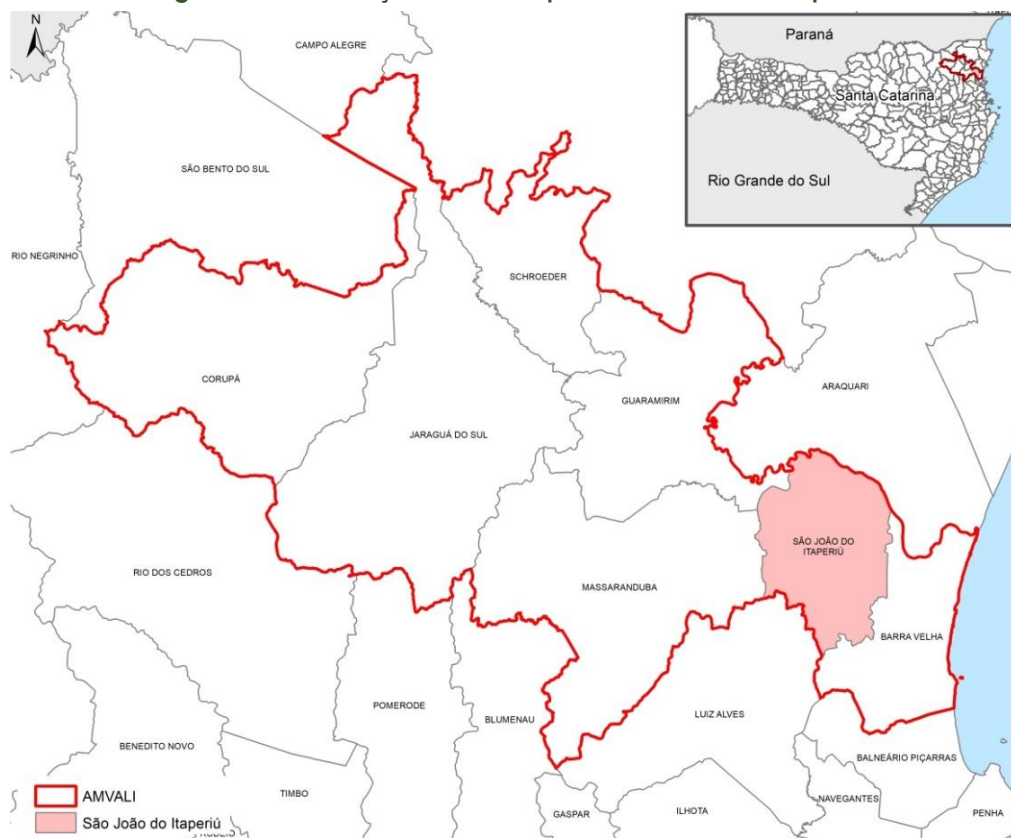 N
CAMPO ALEGRE
Paraná
Santa Catarina
Rio Grande do Sul
SÃO BENTO DO SUL
RIO NEGRINHO
SCHROEDER
CORUPÁ
ARAQUARI
GUARAMIRIM
JARAGUÁ DO SUL
SÃO JOÃO DO
ITAPERIÚ
RIO DOS CEDROS
MASSARANDUBA
BARRA VELHA
POMERODE
LUIZ ALVES
BLUMENAU
BENEDITO NOVO
BALNEÁRIO PIÇARRAS
TIMBO
NAVEGANTES
GASPAR
ILHOTA
PENHA
AMVALI
São João do Itaperiú